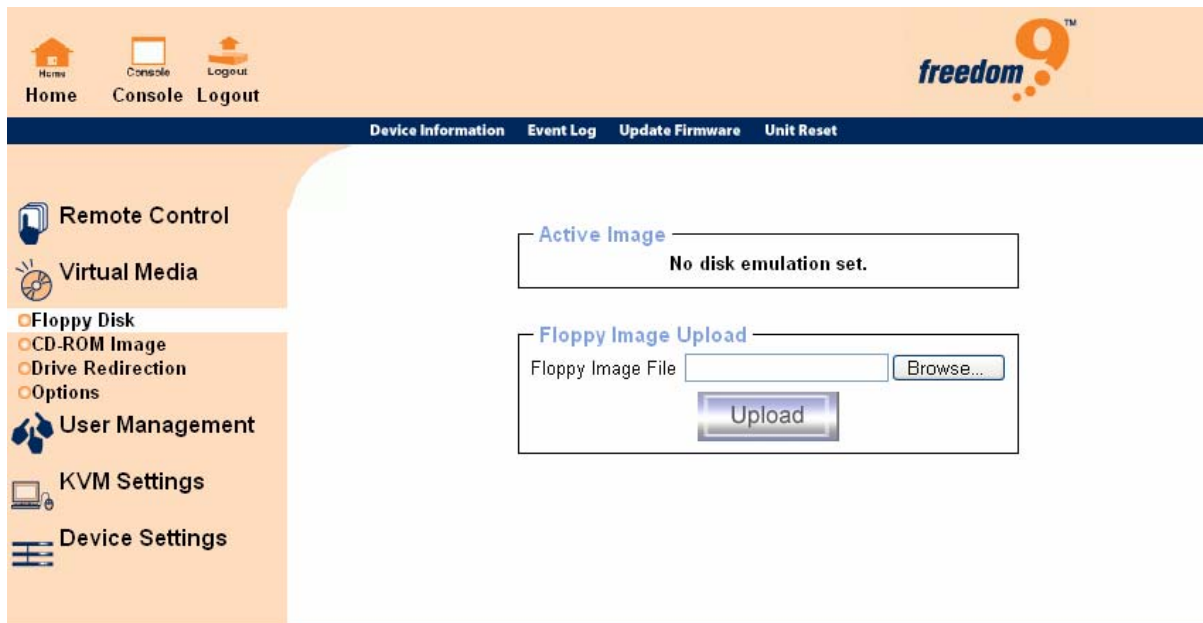 Home Console Logout
Home Console Logout
freedom 9 TM
Device Information Event Log Update Firmware Unit Reset
Remote Control
Virtual Media
Floppy Disk
CD-ROM Image
Drive Redirection
Options
User Management
KVM Settings
Device Settings
Active Image
No disk emulation set.
Floppy Image Upload
Floppy Image File Browse...
Upload